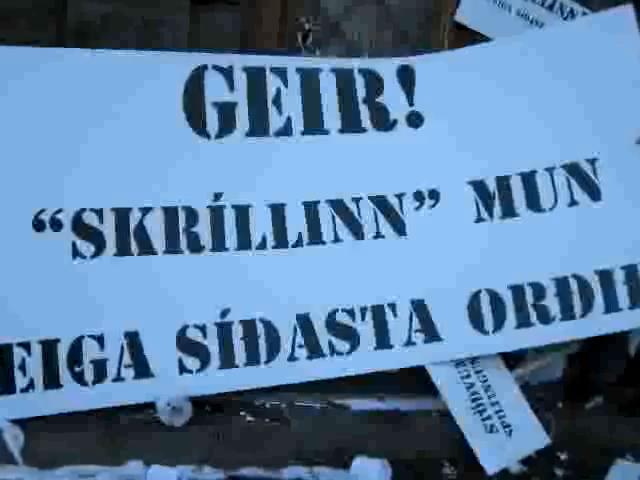 GEIR!
“SKRÍLLINN” MUN
EIGA SÍÐASTA ORÐIÐ